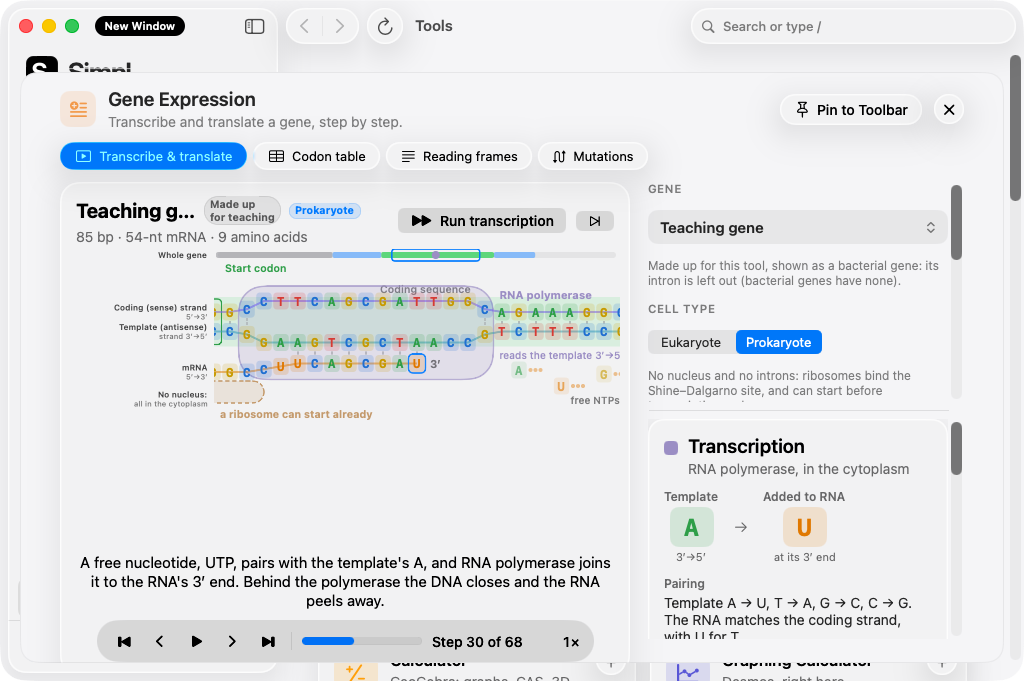 New Window
Tools
Search or type /
Gene Expression
Transcribe and translate a gene, step by step.
Pin to Toolbar
Transcribe & translate
Codon table
Reading frames
Mutations
Teaching g...
Made up
for teaching
Prokaryote
Run transcription
85 bp · 54-nt mRNA · 9 amino acids
Whole gene
Start codon
Coding sequence
RNA polymerase
Coding (sense) strand
5′→3′
C C T T C A G C G A T T G G C A G A A A G G
Template (antisense)
strand 3′→5′
G G A A G T C G C T A A C C G T C T T T C C
reads the template 3′→5
mRNA
5′→3′
G G C C U U C A G C G A U 3′
A
G
U
No nucleus:
all in the cytoplasm
free NTPs
a ribosome can start already
A free nucleotide, UTP, pairs with the template's A, and RNA polymerase joins
it to the RNA's 3′ end. Behind the polymerase the DNA closes and the RNA
peels away.
Step 30 of 68
1×
GENE
Teaching gene
Made up for this tool, shown as a bacterial gene: its
intron is left out (bacterial genes have none).
CELL TYPE
Eukaryote
Prokaryote
No nucleus and no introns: ribosomes bind the
Shine–Dalgarno site, and can start before
Transcription
RNA polymerase, in the cytoplasm
Template
Added to RNA
A
→
U
3′→5′
at its 3′ end
Pairing
Template A → U, T → A, G → C, C → G.
The RNA matches the coding strand,
with U for T
Calculator
Graphing Calculator